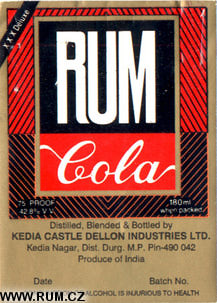 XXX Deluxe
RUM
Cola
75 PROOF 180ml
42.8% V.V. when packed
Distilled, Blended & Bottled by
KEDIA CASTLE DELLON INDUSTRIES LTD.
Kedia Nagar, Dist. Durg. M.P. Pin-490 042
Produce of India
Date Batch No.
ALCOHOL IS INJURIOUS TO HEALTH
www.RUM.cz